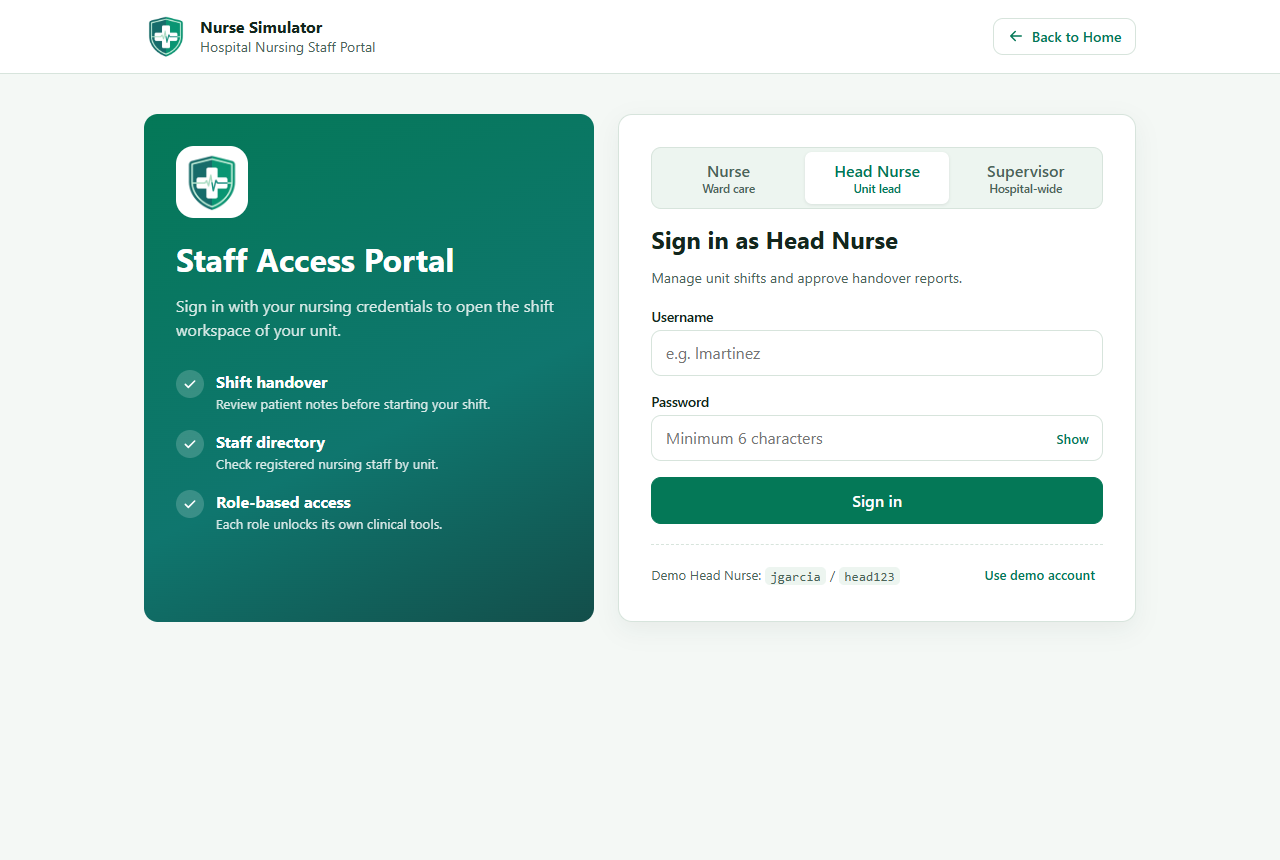 Nurse Simulator
Hospital Nursing Staff Portal
Back to Home
Staff Access Portal
Sign in with your nursing credentials to open the shift
workspace of your unit.
Shift handover
Review patient notes before starting your shift.
Staff directory
Check registered nursing staff by unit.
Role-based access
Each role unlocks its own clinical tools.
Nurse
Ward care
Head Nurse
Unit lead
Supervisor
Hospital-wide
Sign in as Head Nurse
Manage unit shifts and approve handover reports.
Username
e.g. lmartinez
Password
Minimum 6 characters
Show
Sign in
Demo Head Nurse: jgarcia / head123
Use demo account